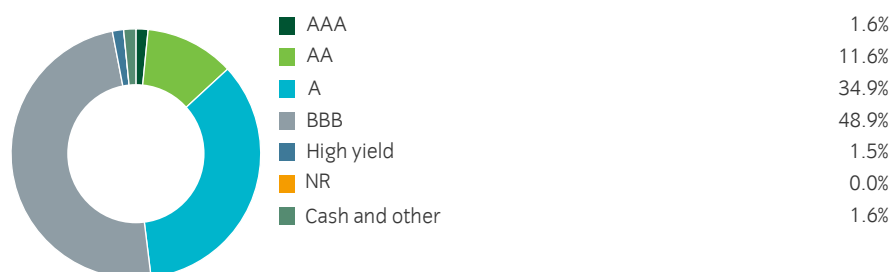 AAA 1.6%
AA 11.6%
A 34.9%
BBB 48.9%
High yield 1.5%
NR 0.0%
Cash and other 1.6%